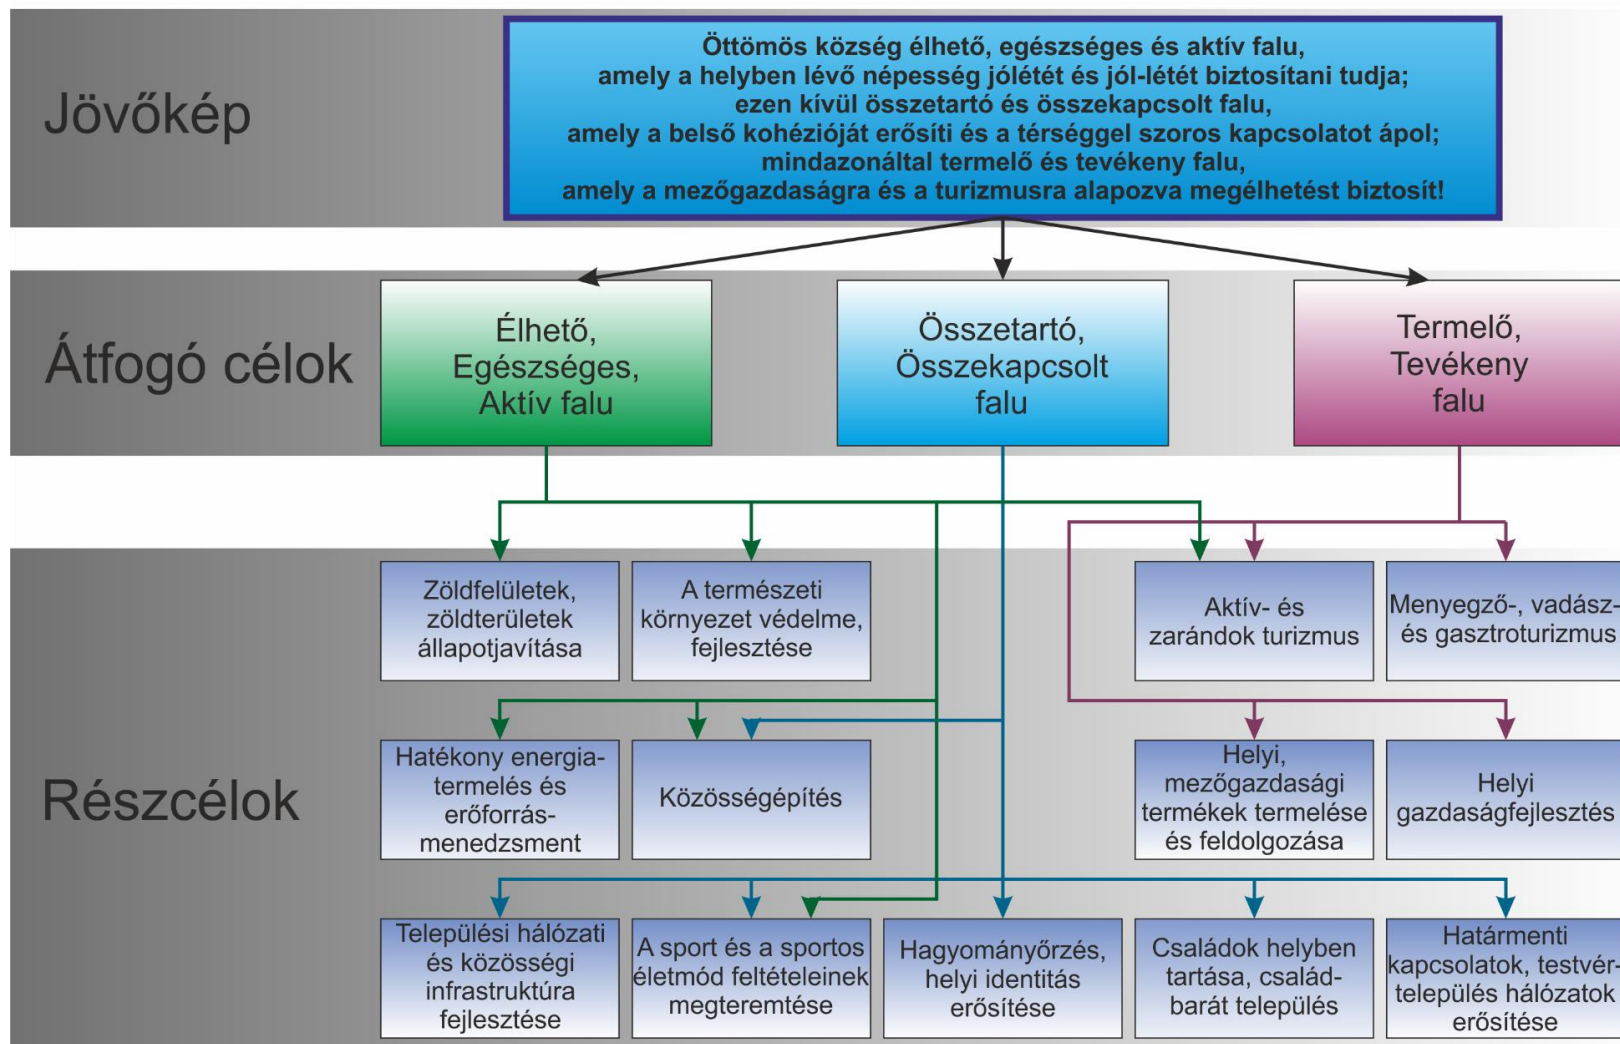 Jövőkép
Öttömös község élhető, egészséges és aktív falu,
amely a helyben lévő népesség jólétét és jól-létét biztosítani tudja;
ezen kívül összetartó és összekapcsolt falu,
amely a belső kohézióját erősíti és a térséggel szoros kapcsolatot ápol;
mindazonáltal termelő és tevékeny falu,
amely a mezőgazdaságra és a turizmusra alapozva megélhetést biztosít!
Átfogó célok
Élhető,
Egészséges,
Aktív falu
Összetartó,
Összekapcsolt
falu
Termelő,
Tevékeny
falu
Részcélok
Zöldfelületek,
zöldterületek
állapotjavítása
A természeti
környezet védelme,
fejlesztése
Aktív- és
zarándok turizmus
Menyegző-, vadász-
és gasztroturizmus
Hatékony energia-
termelés és
erőforrás-
menedzsment
Közösségépítés
Helyi,
mezőgazdasági
termékek termelése
és feldolgozása
Helyi
gazdaságfejlesztés
Települési hálózati
és közösségi
infrastruktúra
fejlesztése
A sport és a sportos
életmód feltételeinek
megteremtése
Hagyományőrzés,
helyi identitás
erősítése
Családok helyben
tartása, család-
barát település
Határmenti
kapcsolatok, testvér-
település hálózatok
erősítése